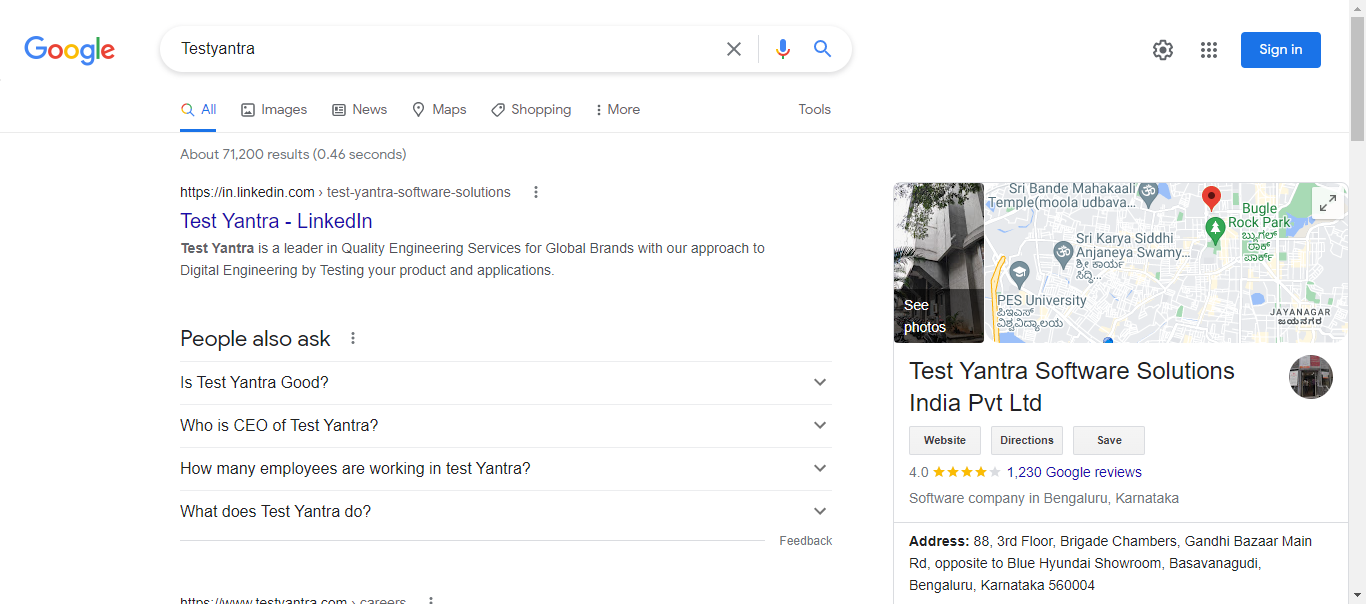 Google
Testyantra
Sign in
All
Images
News
Maps
Shopping
More
Tools
About 71,200 results (0.46 seconds)
https://in.linkedin.com › test-yantra-software-solutions
Test Yantra - LinkedIn
Test Yantra is a leader in Quality Engineering Services for Global Brands with our approach to
Digital Engineering by Testing your product and applications.
People also ask
Is Test Yantra Good?
Who is CEO of Test Yantra?
How many employees are working in test Yantra?
What does Test Yantra do?
Feedback
https://www.testyantra.com › careers
See
photos
Sri Bande Mahakaali
Temple(moola udbava...
Bugle
Rock Park
ಬ್ಯುಗಲ್
ರಾಕ್
ಪಾರ್ಕ್
Sri Karya Siddhi
Anjaneya Swamy...
ಶ್ರೀ ಕಾರ್ಯ
ಸಿದ್ಧಿ...
PES University
ಪಿಇಎಸ್
ವಿಶ್ವವಿದ್ಯಾಲಯ
JAYANAGAR
ಜಯನಗರ
Test Yantra Software Solutions
India Pvt Ltd
Website
Directions
Save
4.0
1,230 Google reviews
Software company in Bengaluru, Karnataka
Address: 88, 3rd Floor, Brigade Chambers, Gandhi Bazaar Main
Rd, opposite to Blue Hyundai Showroom, Basavanagudi,
Bengaluru, Karnataka 560004